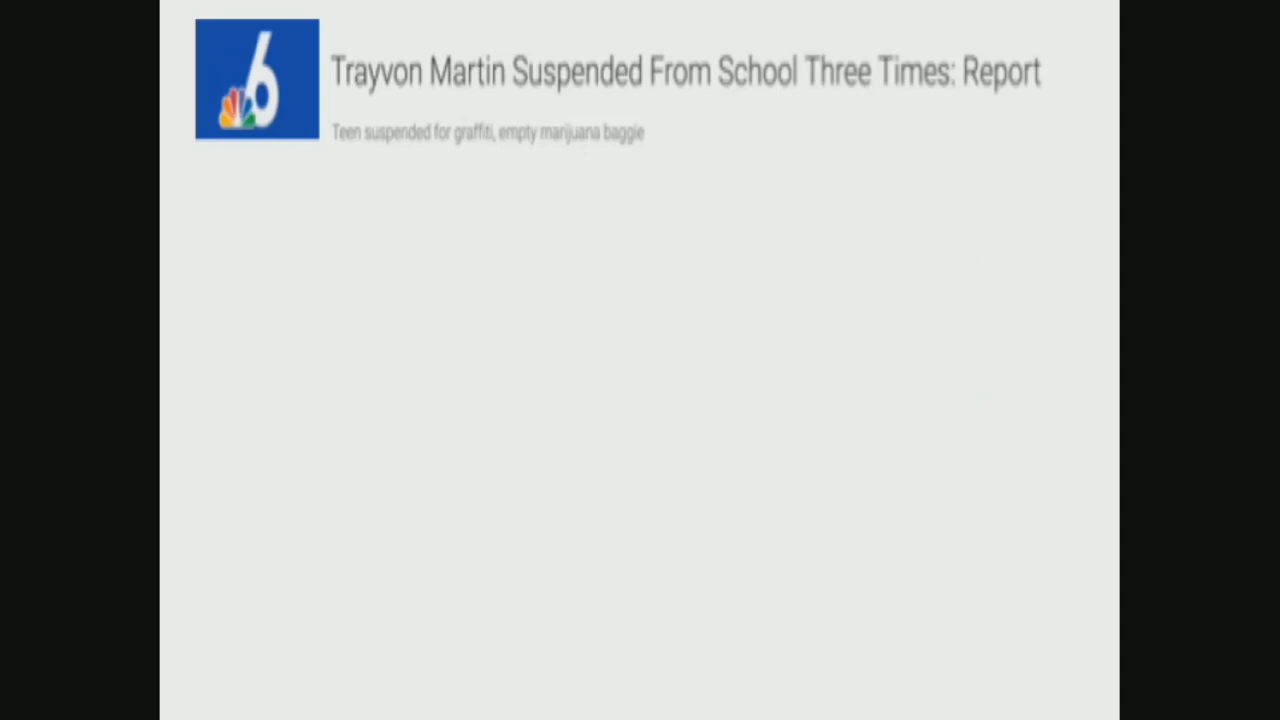 6
Trayvon Martin Suspended From School Three Times: Report
Teen suspended for graffiti, empty marijuana baggie